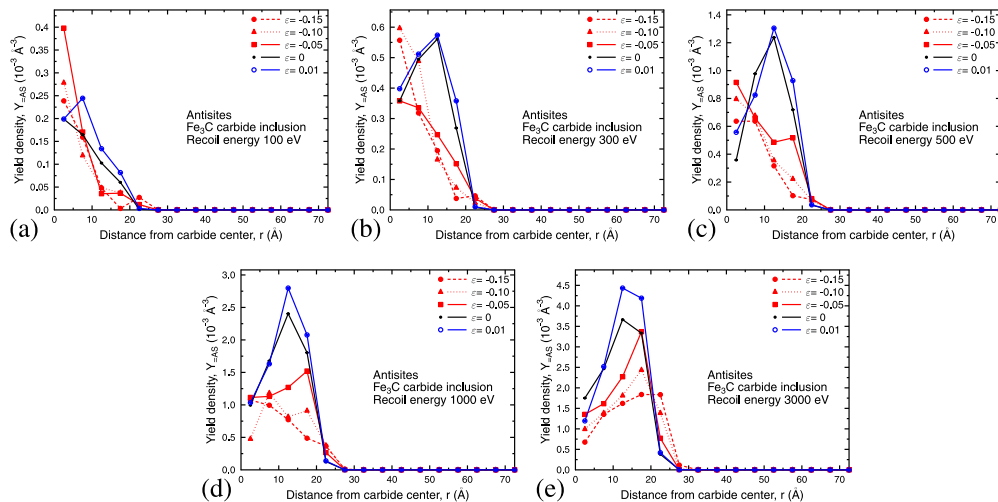 0.45
0.4
0.35
0.3
0.25
0.2
0.15
0.1
0.05
0.0
0 10 20 30 40 50 60 70
Yield density, Y=AS (10⁻³ Å⁻³)
Distance from carbide center, r (Å)
ε= -0.15
ε= -0.10
ε= -0.05
ε= 0
ε= 0.01
Antisites
Fe₃C carbide inclusion
Recoil energy 100 eV
(a)
0.7
0.6
0.5
0.4
0.3
0.2
0.1
0.0
0 10 20 30 40 50 60 70
Yield density, Y=AS (10⁻³ Å⁻³)
Distance from carbide center, r (Å)
ε= -0.15
ε= -0.10
ε= -0.05
ε= 0
ε= 0.01
Antisites
Fe₃C carbide inclusion
Recoil energy 300 eV
(b)
1.4
1.2
1.0
0.8
0.6
0.4
0.2
0.0
0 10 20 30 40 50 60 70
Yield density, Y=AS (10⁻³ Å⁻³)
Distance from carbide center, r (Å)
ε= -0.15
ε= -0.10
ε= -0.05
ε= 0
ε= 0.01
Antisites
Fe₃C carbide inclusion
Recoil energy 500 eV
(c)
3.0
2.5
2.0
1.5
1.0
0.5
0.0
0 10 20 30 40 50 60 70
Yield density, Y=AS (10⁻³ Å⁻³)
Distance from carbide center, r (Å)
ε= -0.15
ε= -0.10
ε= -0.05
ε= 0
ε= 0.01
Antisites
Fe₃C carbide inclusion
Recoil energy 1000 eV
(d)
4.5
4.0
3.5
3.0
2.5
2.0
1.5
1.0
0.5
0.0
0 10 20 30 40 50 60 70
Yield density, Y=AS (10⁻³ Å⁻³)
Distance from carbide center, r (Å)
ε= -0.15
ε= -0.10
ε= -0.05
ε= 0
ε= 0.01
Antisites
Fe₃C carbide inclusion
Recoil energy 3000 eV
(e)